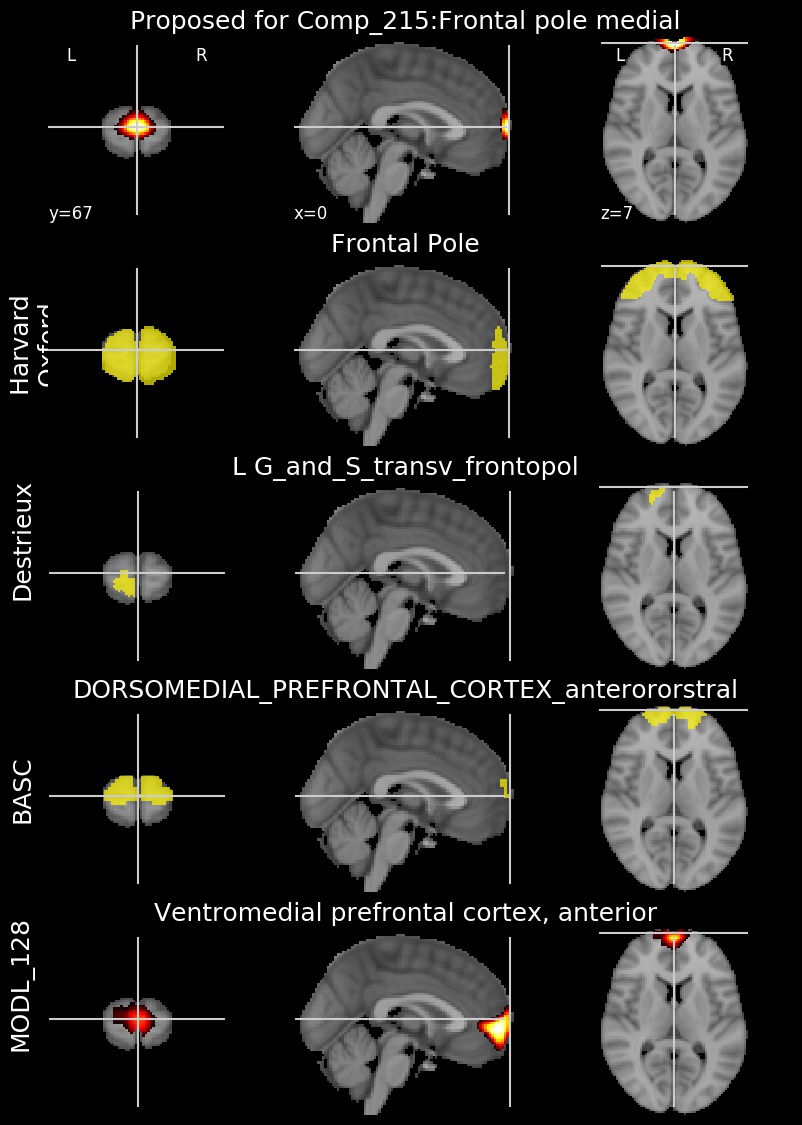 Proposed for Comp_215:Frontal pole medial
L R
L R
y=67
x=0
z=7
Frontal Pole
Harvard
Oxford
L G_and_S_transv_frontopol
Destrieux
DORSOMEDIAL_PREFRONTAL_CORTEX_anterororstral
BASC
Ventromedial prefrontal cortex, anterior
MODL_128